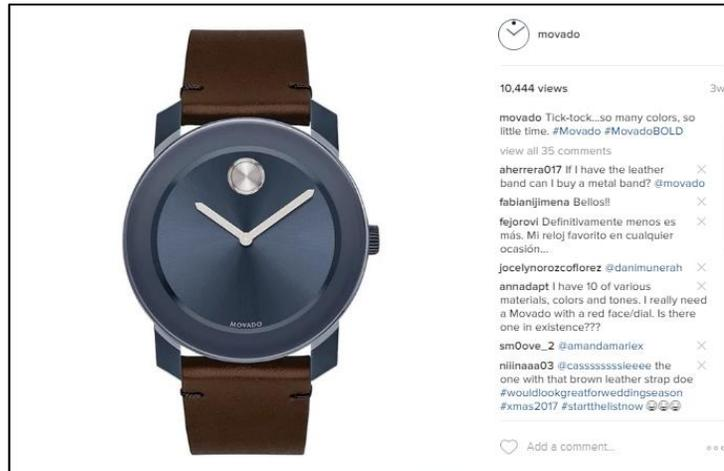 movado
10,444 views 3w
movado Tick-tock...so many colors, so
little time. #Movado #MovadoBOLD
view all 35 comments
aherrera017 If I have the leather
band can I buy a metal band? @movado
fabianijimena Bellos!!
fejorovi Definitivamente menos es
más. Mi reloj favorito en cualquier
ocasión...
jocelynorozcoflorez @danimunerah
annadapt I have 10 of various
materials, colors and tones. I really need
a Movado with a red face/dial. Is there
one in existence???
sm0ove_2 @amandamariex
niiinaaa03 @cassssssssieeee the
one with that brown leather strap doe
#wouldlookgreatforweddingseason
#xmas2017 #startthelistnow 😂😂😂
Add a comment...
MOVADO